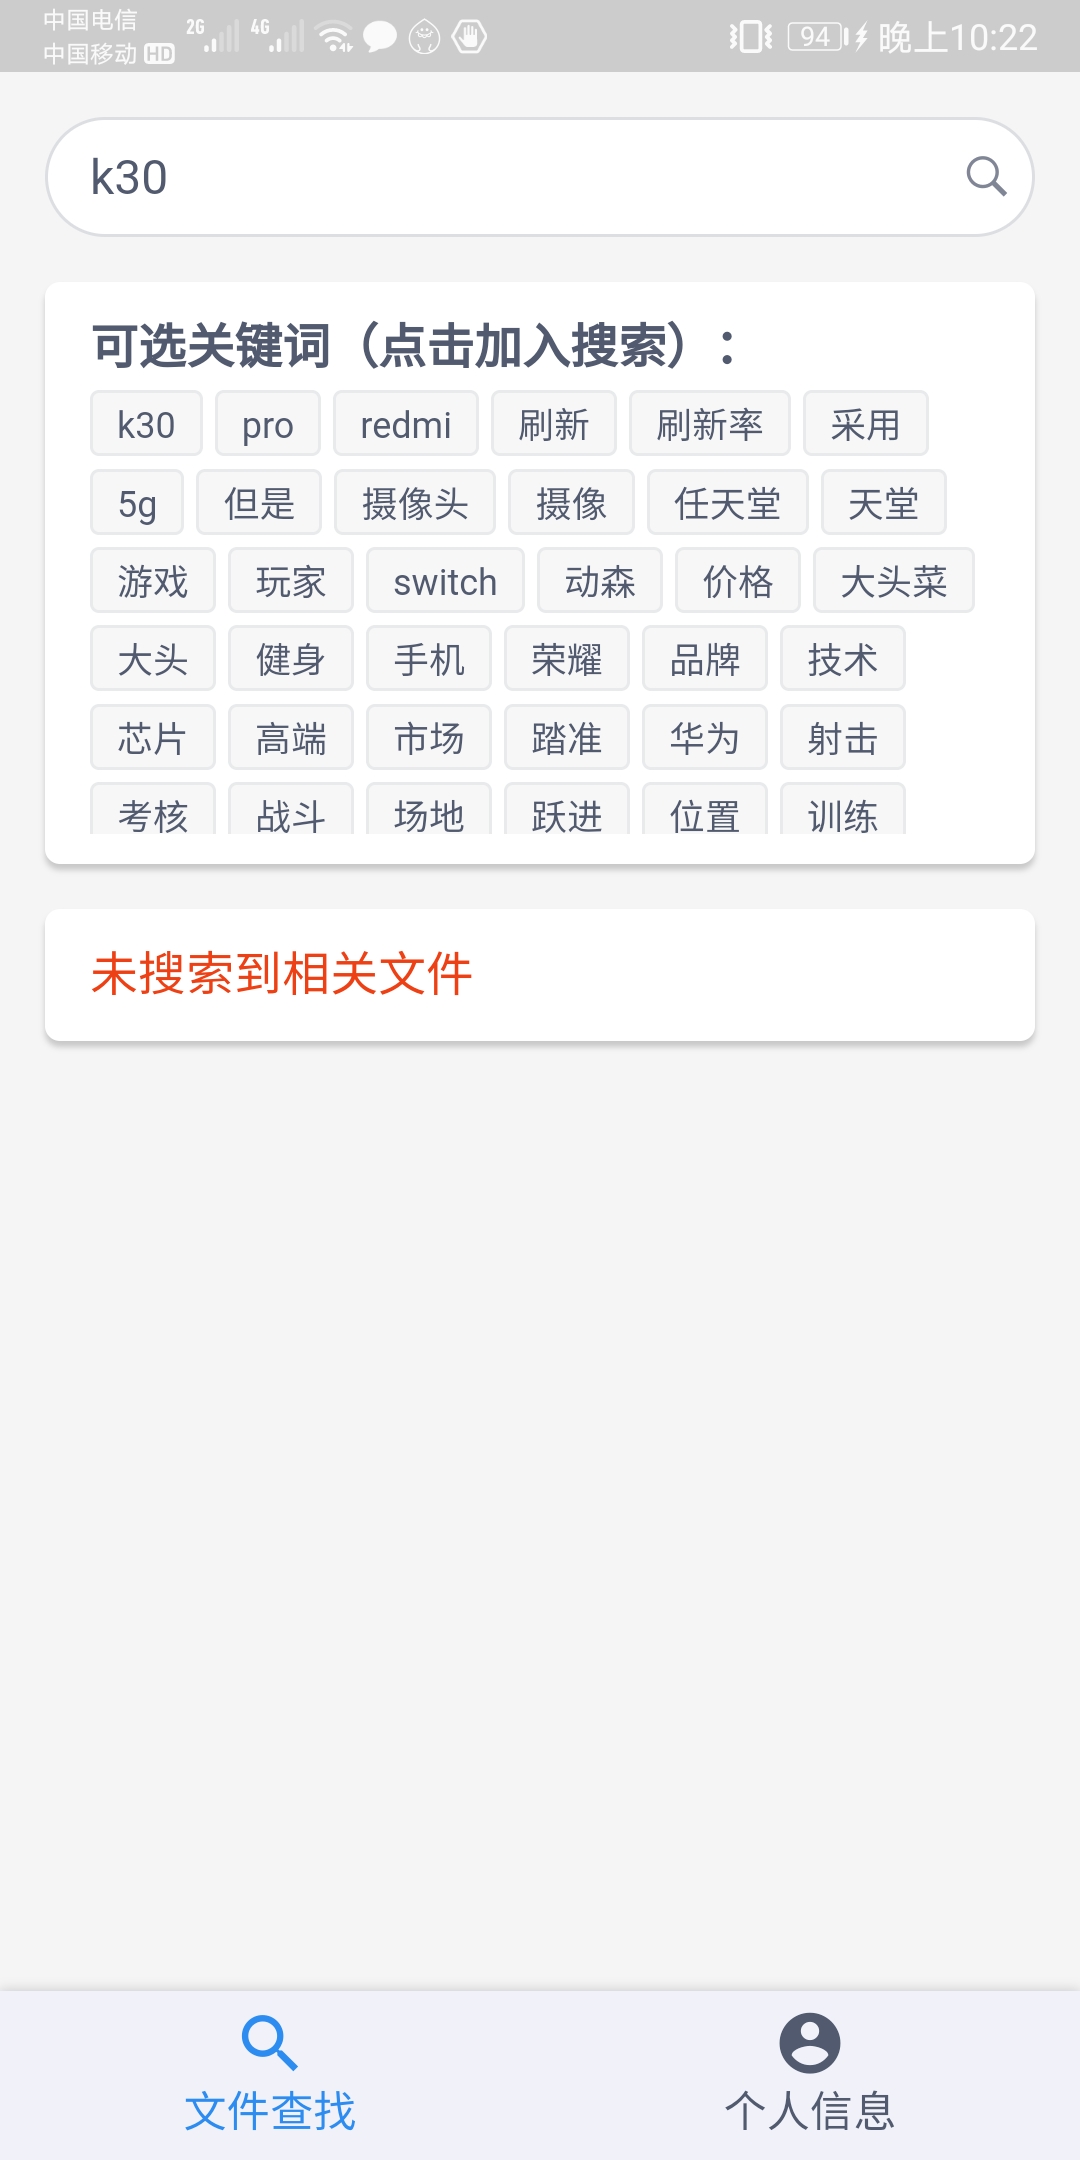 中国电信
中国移动 HD 2G 4G 94 晚上10:22
k30
可选关键词（点击加入搜索）：
k30 pro redmi 刷新 刷新率 采用
5g 但是 摄像头 摄像 任天堂 天堂
游戏 玩家 switch 动森 价格 大头菜
大头 健身 手机 荣耀 品牌 技术
芯片 高端 市场 踏准 华为 射击
考核 战斗 场地 跃进 位置 训练
未搜索到相关文件
文件查找 个人信息